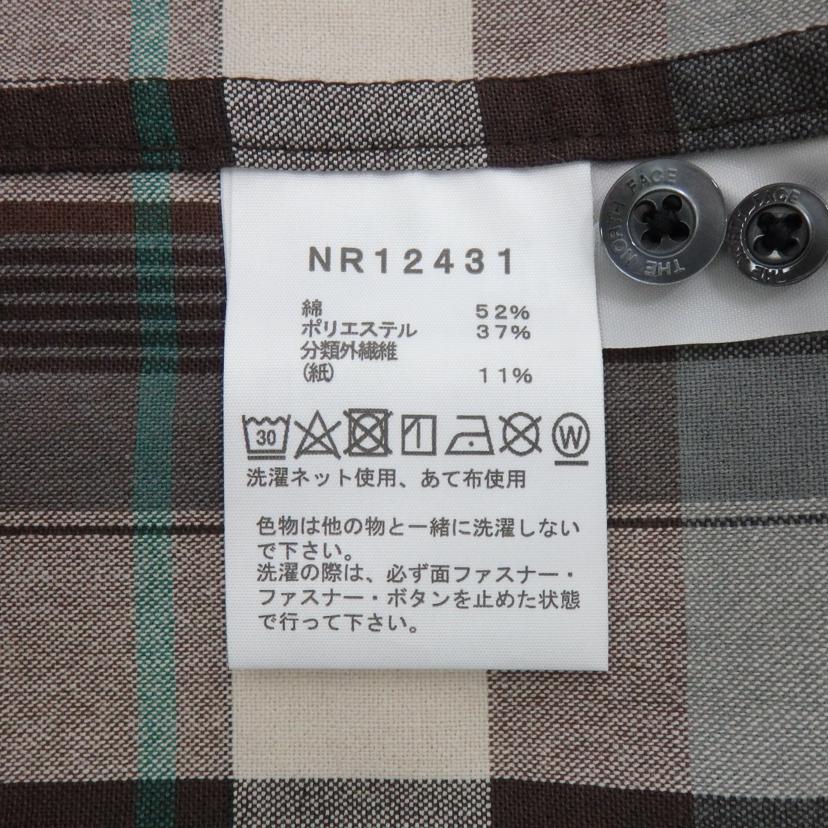 NR12431
綿 52%
ポリエステル 37%
分類外繊維
(紙) 11%
30 W
洗濯ネット使用、あて布使用
色物は他の物と一緒に洗濯しない
で下さい。
洗濯の際は、必ず面ファスナー・
ファスナー・ボタンを止めた状態
で行って下さい。
THE NORTH FACE
FACE